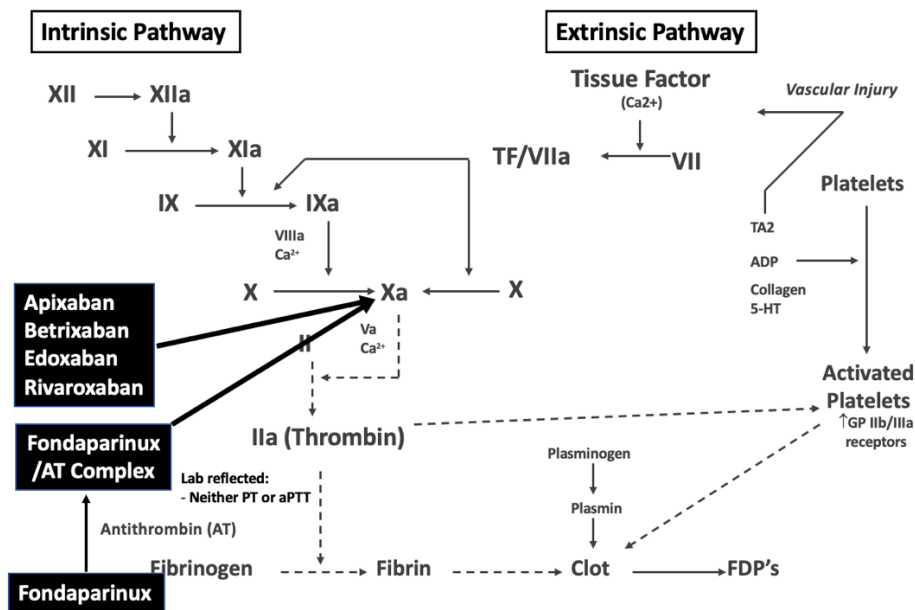 Intrinsic Pathway
Extrinsic Pathway
XII
XIIa
Tissue Factor
(Ca2+)
Vascular Injury
XI
XIa
TF/VIIa
VII
Platelets
IX
IXa
TA2
VIIIa
Ca²⁺
ADP
Collagen
5-HT
X
Xa
X
Apixaban
Betrixaban
Edoxaban
Rivaroxaban
II
Va
Ca²⁺
Activated
Platelets
↑GP IIb/IIIa
receptors
IIa (Thrombin)
Fondaparinux
/AT Complex
Lab reflected:
- Neither PT or aPTT
Plasminogen
Plasmin
Antithrombin (AT)
Fondaparinux
Fibrinogen
Fibrin
Clot
FDP's